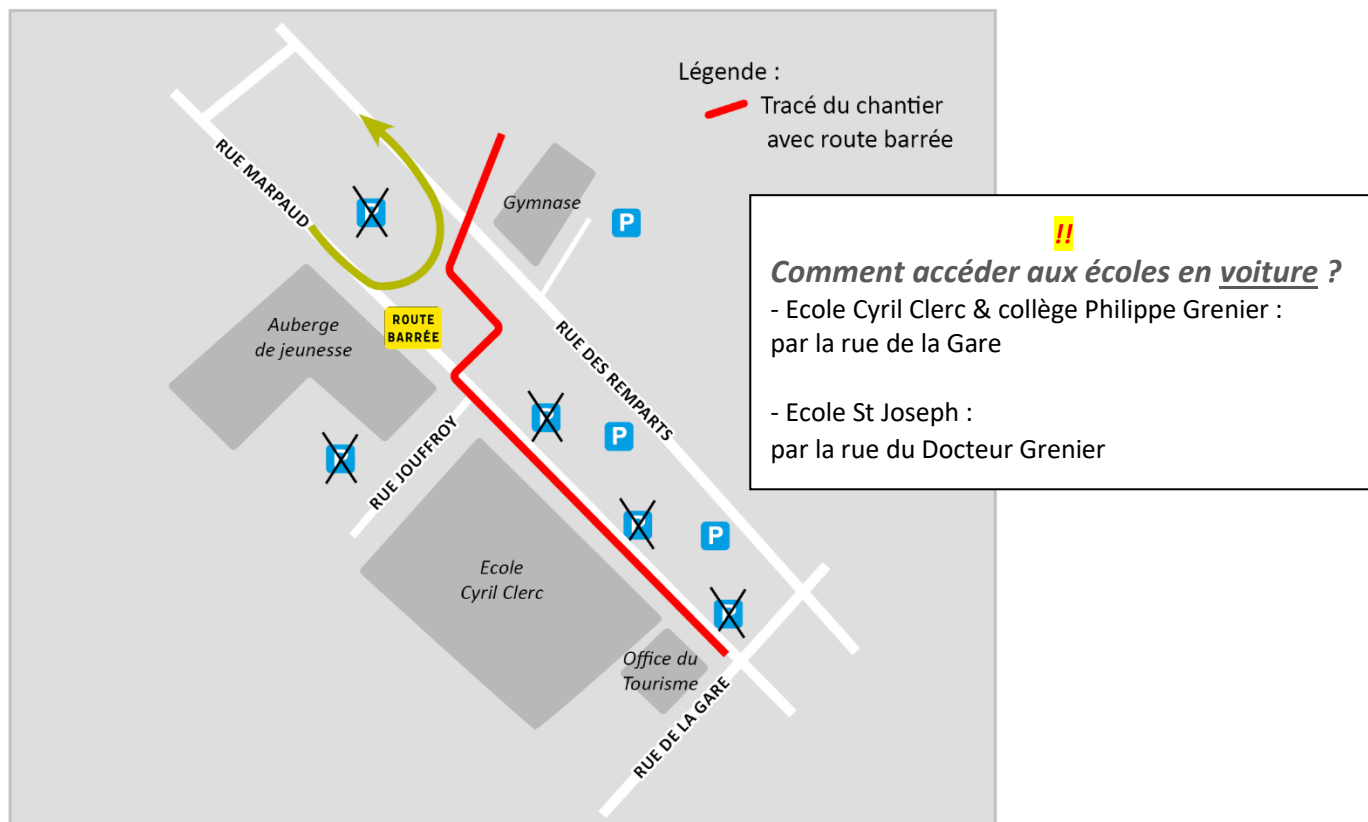 Légende :
Tracé du chantier
avec route barrée
RUE MARPAUD
P
Gymnase
P
!!
Comment accéder aux écoles en voiture ?
- Ecole Cyril Clerc & collège Philippe Grenier :
par la rue de la Gare
- Ecole St Joseph :
par la rue du Docteur Grenier
Auberge
de jeunesse
ROUTE
BARRÉE
RUE DES REMPARTS
P
P
P
RUE JOUFFROY
P
P
Ecole
Cyril Clerc
P
Office du
Tourisme
RUE DE LA GARE